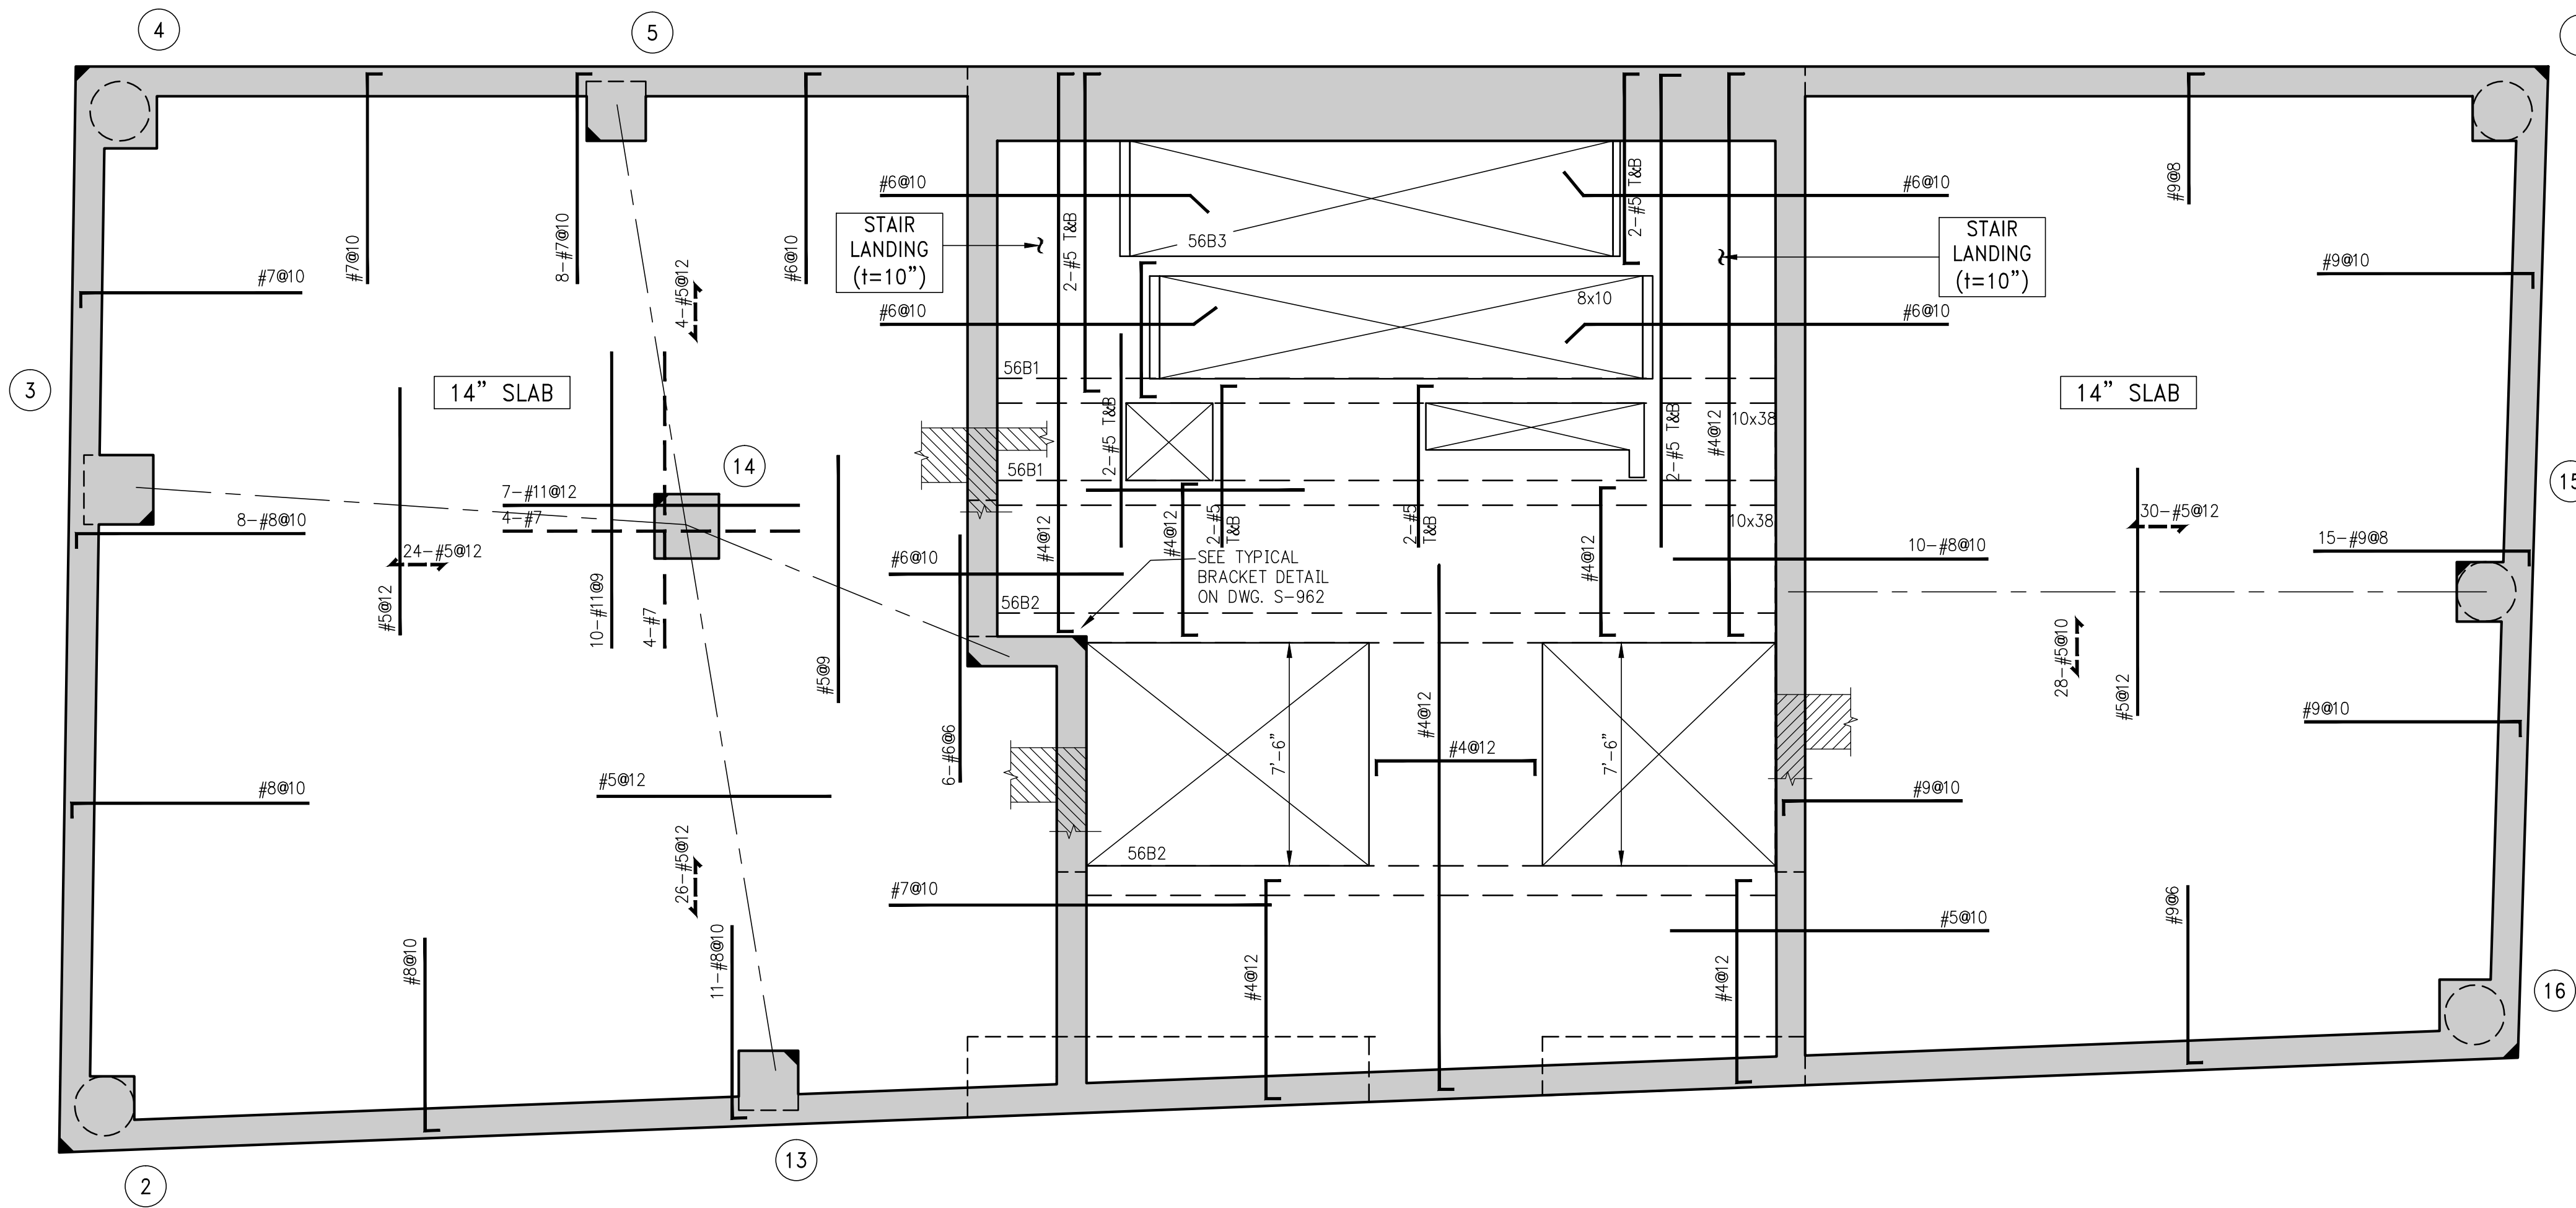 4
5
#7@10
#7@10
8-#7@10
#6@10
4-#5@12
#6@10
STAIR
LANDING
(t=10")
#6@10
2-#5 T&B
56B3
8x10
2-#5 T&B
#6@10
STAIR
LANDING
(t=10")
#6@10
#9@8
#9@10
3
14" SLAB
14" SLAB
56B1
2-#5 T&B
2-#5 T&B
#4@12
10x38
14
56B1
7-#11@12
4-#7
8-#8@10
24-#5@12
#5@12
10-#11@9
4-#7
#5@9
#6@10
#4@12
#4@12
2-#5
T&B
2-#5
T&B
#4@12
10x38
SEE TYPICAL
BRACKET DETAIL
ON DWG. S-962
56B2
10-#8@10
30-#5@12
15-#9@8
15
28-#5@10
#5@12
#9@10
6-#6@6
7'-6"
#4@12
#4@12
7'-6"
#8@10
#5@12
#9@10
26-#5@12
56B2
#7@10
#5@10
#9@6
#8@10
11-#8@10
#4@12
#4@12
16
13
2